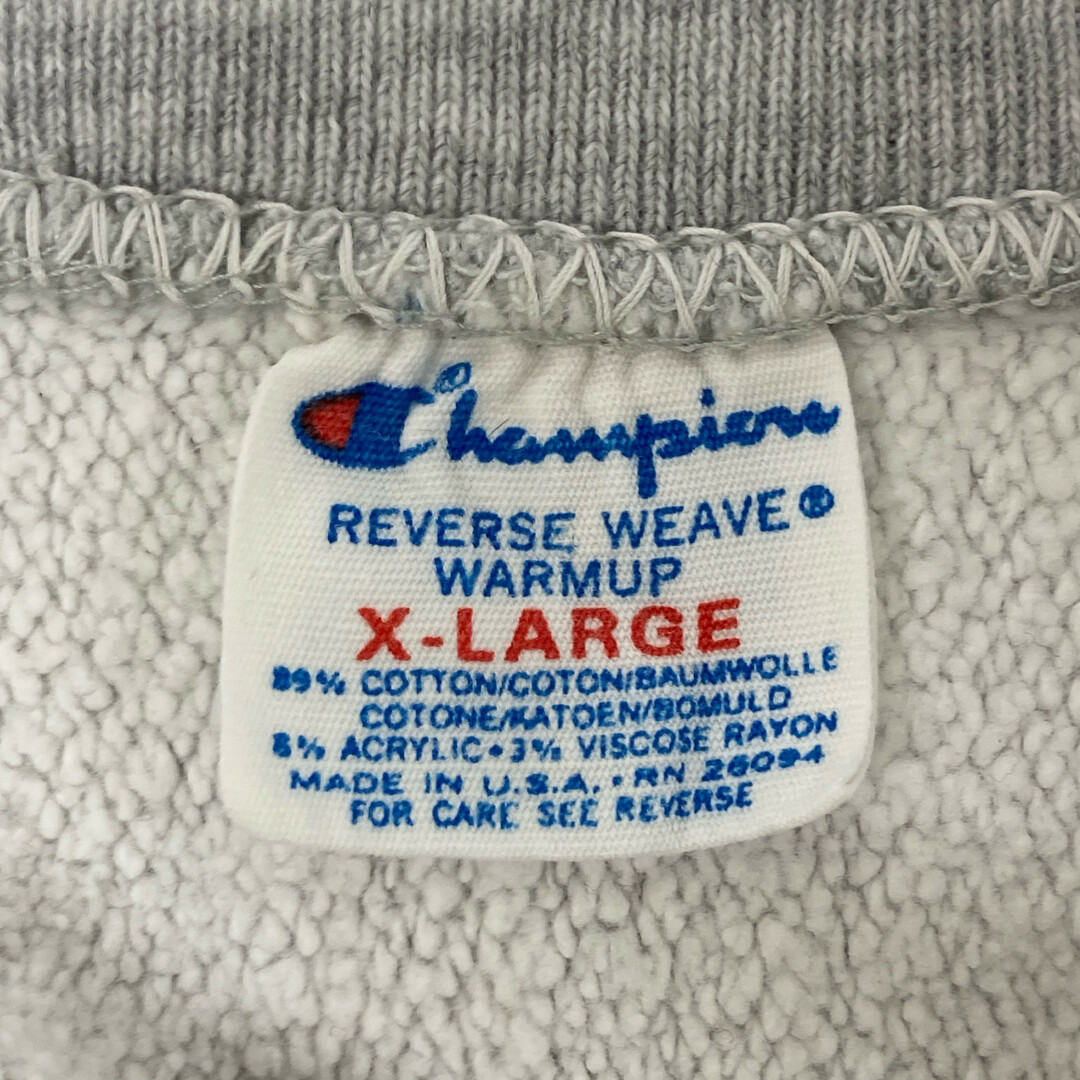 Champion®
REVERSE WEAVE®
WARMUP
X-LARGE
89% COTTON/COTON/BAUMWOLLE
COTONE/KATOEN/BOMULD
8% ACRYLIC•3% VISCOSE RAYON
MADE IN U.S.A. • RN 26094
FOR CARE SEE REVERSE